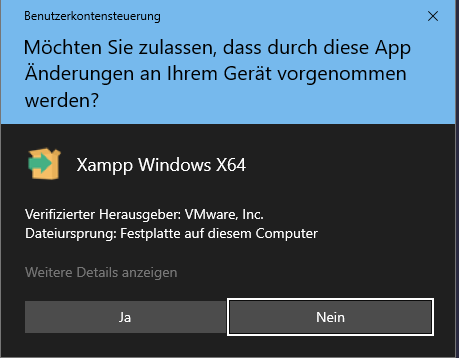 Benutzerkontensteuerung
Möchten Sie zulassen, dass durch diese App
Änderungen an Ihrem Gerät vorgenommen
werden?
Xampp Windows X64
Verifizierter Herausgeber: VMware, Inc.
Dateiursprung: Festplatte auf diesem Computer
Weitere Details anzeigen
Ja
Nein